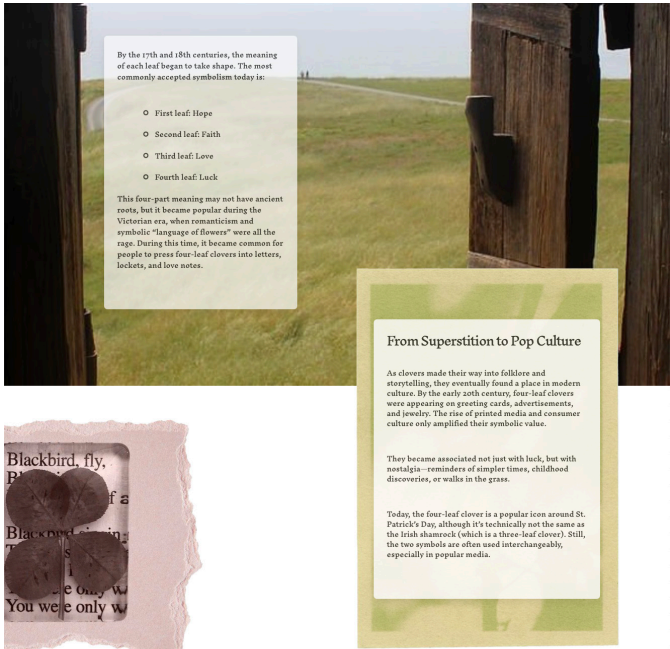 By the 17th and 18th centuries, the meaning
of each leaf began to take shape. The most
commonly accepted symbolism today is:
First leaf: Hope
Second leaf: Faith
Third leaf: Love
Fourth leaf: Luck
This four-part meaning may not have ancient
roots, but it became popular during the
Victorian era, when romanticism and
symbolic “language of flowers” were all the
rage. During this time, it became common for
people to press four-leaf clovers into letters,
lockets, and love notes.
From Superstition to Pop Culture
As clovers made their way into folklore and
storytelling, they eventually found a place in modern
culture. By the early 20th century, four-leaf clovers
were appearing on greeting cards, advertisements,
and jewelry. The rise of printed media and consumer
culture only amplified their symbolic value.
They became associated not just with luck, but with
nostalgia—reminders of simpler times, childhood
discoveries, or walks in the grass.
Today, the four-leaf clover is a popular icon around St.
Patrick’s Day, although it’s technically not the same as
the Irish shamrock (which is a three-leaf clover). Still,
the two symbols are often used interchangeably,
especially in popular media.
Blackbird, fly,
You were only